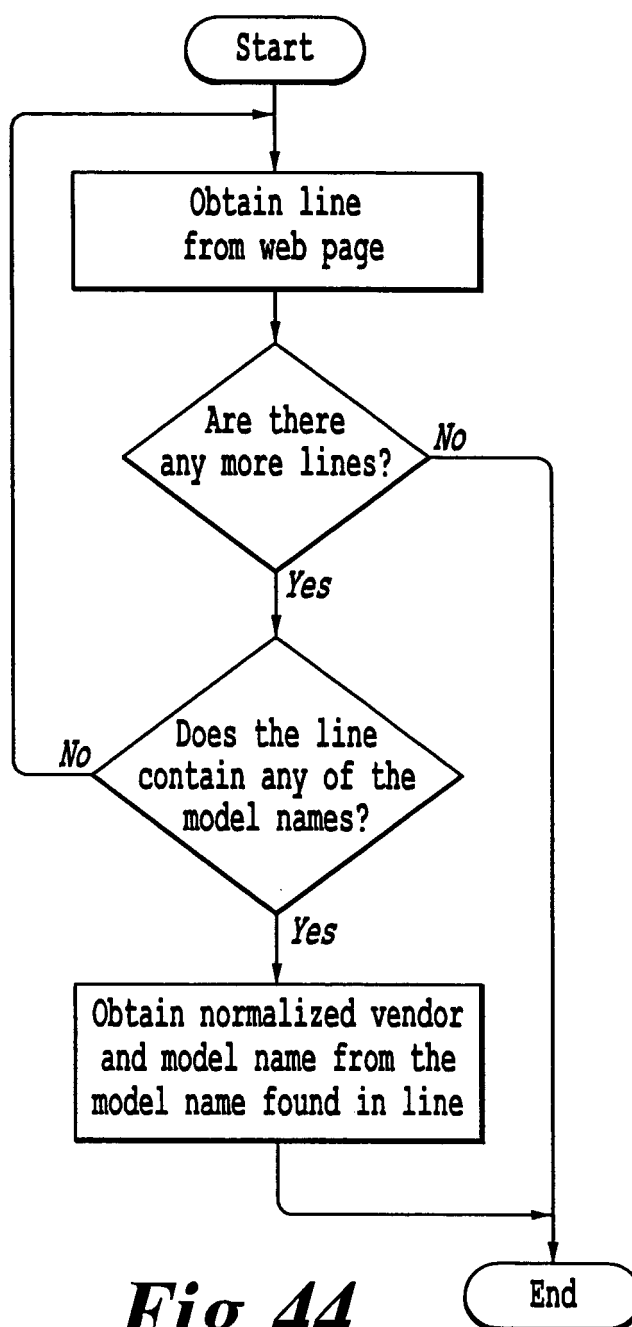 Start
Obtain line
from web page
Are there
any more lines?
No
Yes
Does the line
contain any of the
model names?
No
Yes
Obtain normalized vendor
and model name from the
model name found in line
End
Fig 44